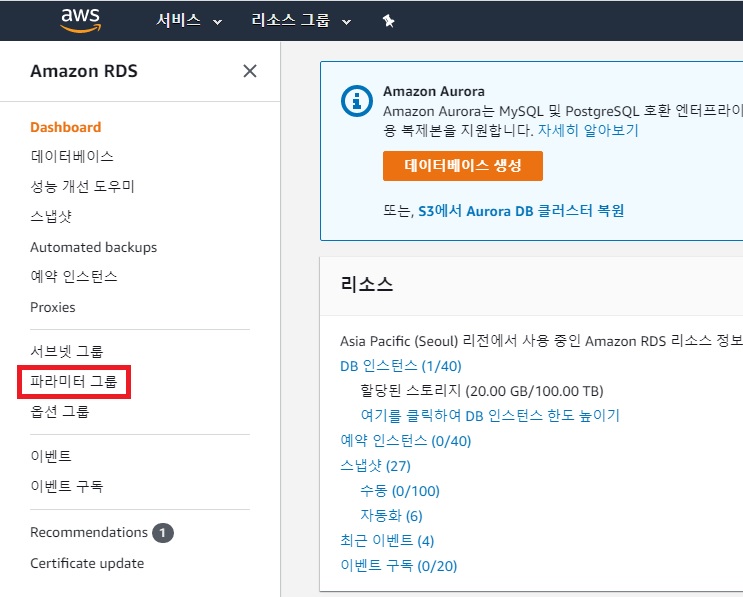 aws 서비스 리소스 그룹
Amazon RDS
Dashboard
데이터베이스
성능 개선 도우미
스냅샷
Automated backups
예약 인스턴스
Proxies
서브넷 그룹
파라미터 그룹
옵션 그룹
이벤트
이벤트 구독
Recommendations 1
Certificate update
Amazon Aurora
Amazon Aurora는 MySQL 및 PostgreSQL 호환 엔터프라이
용 복제본을 지원합니다. 자세히 알아보기
데이터베이스 생성
또는, S3에서 Aurora DB 클러스터 복원
리소스
Asia Pacific (Seoul) 리전에서 사용 중인 Amazon RDS 리소스 정보
DB 인스턴스 (1/40)
할당된 스토리지 (20.00 GB/100.00 TB)
여기를 클릭하여 DB 인스턴스 한도 높이기
예약 인스턴스 (0/40)
스냅샷 (27)
수동 (0/100)
자동화 (6)
최근 이벤트 (4)
이벤트 구독 (0/20)